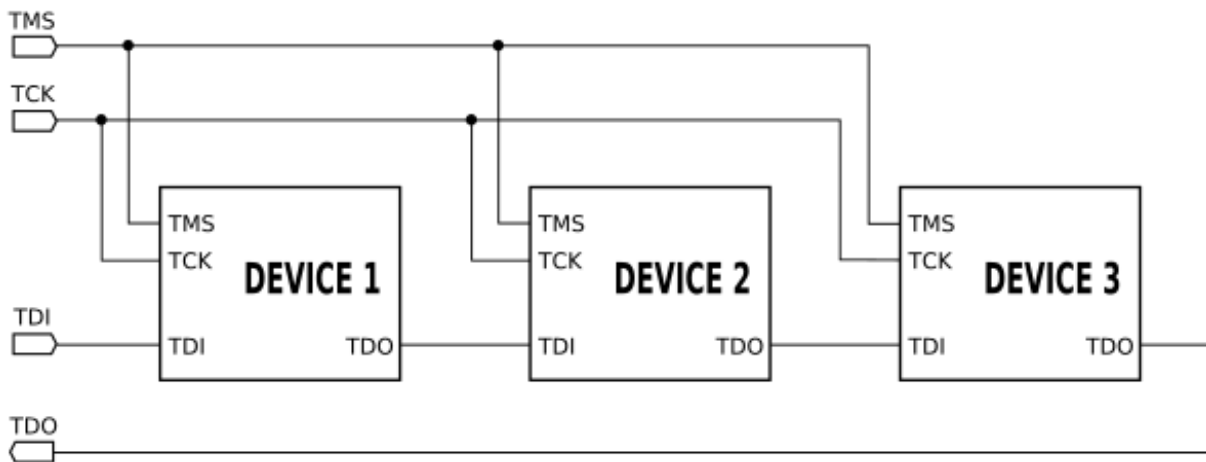 TMS
TCK
TMS
TCK
DEVICE 1
TDI
TDO
TMS
TCK
DEVICE 2
TDI
TDO
TMS
TCK
DEVICE 3
TDI
TDO
TDI
TDO